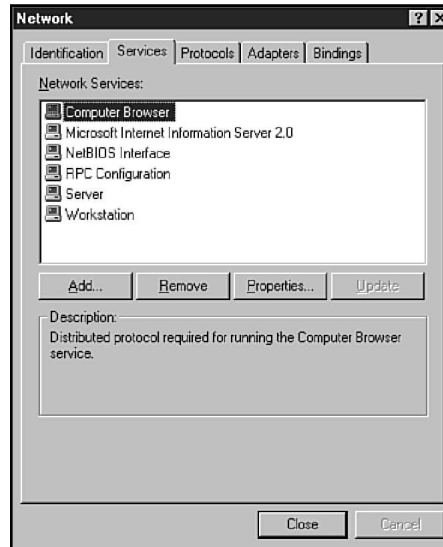 Network
Identification Services Protocols Adapters Bindings
Network Services:
Computer Browser
Microsoft Internet Information Server 2.0
NetBIOS Interface
RPC Configuration
Server
Workstation
Add... Remove Properties... Update
Description:
Distributed protocol required for running the Computer Browser
service.
Close Cancel